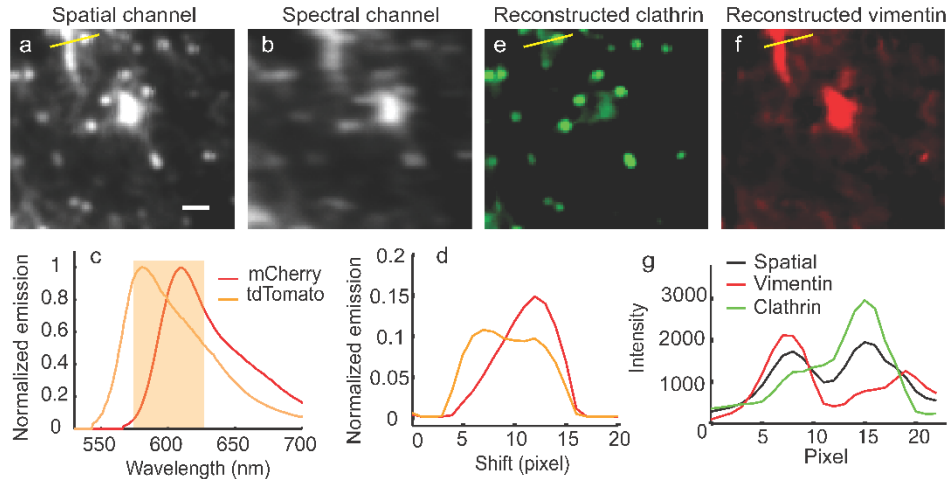 Spatial channel
Spectral channel
Reconstructed clathrin
Reconstructed vimentin
a
b
e
f
c
Normalized emission
1
0.8
0.6
0.4
0.2
0
mCherry
tdTomato
550
600
650
700
Wavelength (nm)
d
Normalized emission
0.2
0.15
0.1
0.05
0
0
5
10
15
20
Shift (pixel)
g
Spatial
Vimentin
Clathrin
Intensity
3000
2000
1000
0
5
10
15
20
Pixel